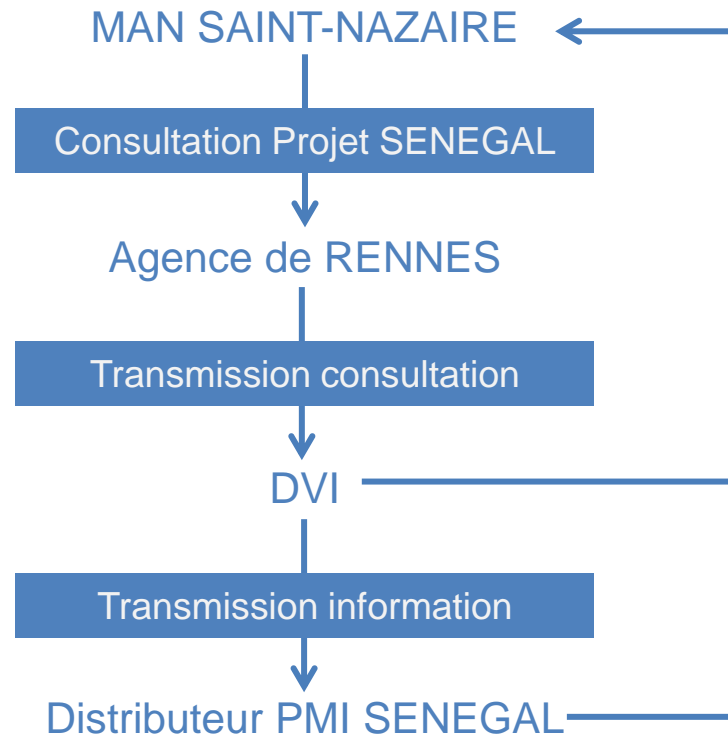 MAN SAINT-NAZAIRE
Consultation Projet SENEGAL
Agence de RENNES
Transmission consultation
DVI
Transmission information
Distributeur PMI SENEGAL